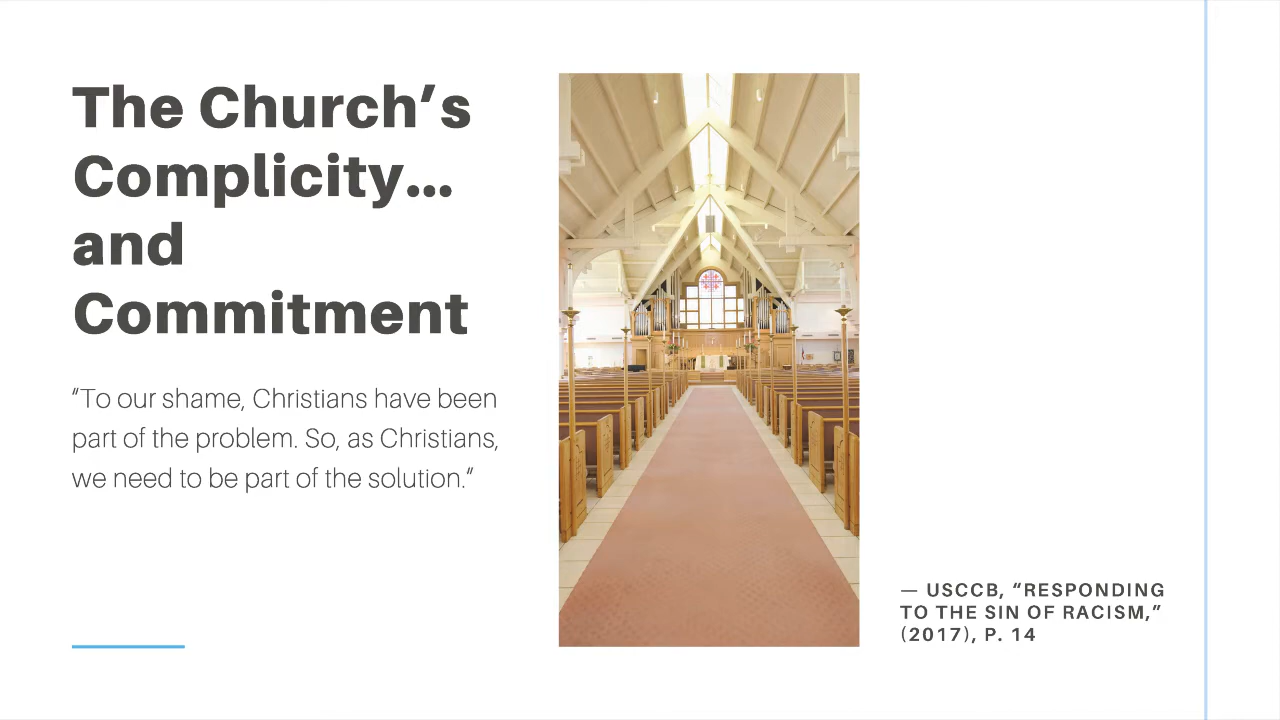 The Church’s
Complicity...
and
Commitment
“To our shame, Christians have been
part of the problem. So, as Christians,
we need to be part of the solution.”
— USCCB, “RESPONDING
TO THE SIN OF RACISM,”
(2017), P. 14